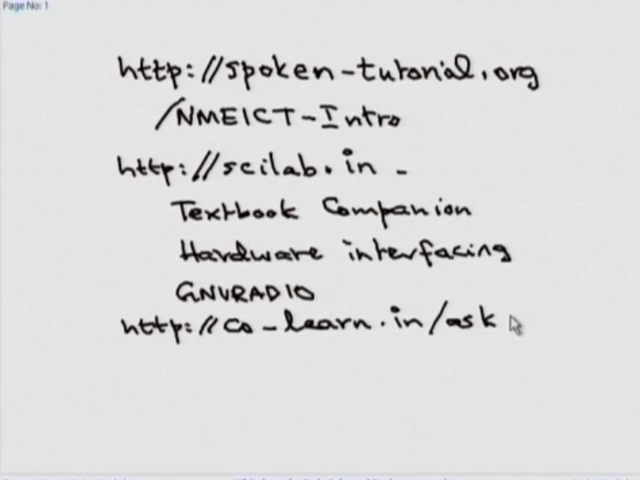 Page No: 1
http://spoken-tutorial.org
/NMEICT-Intro
http://scilab.in -
Textbook Companion
Hardware interfacing
GNURADIO
http://co-learn.in/ask